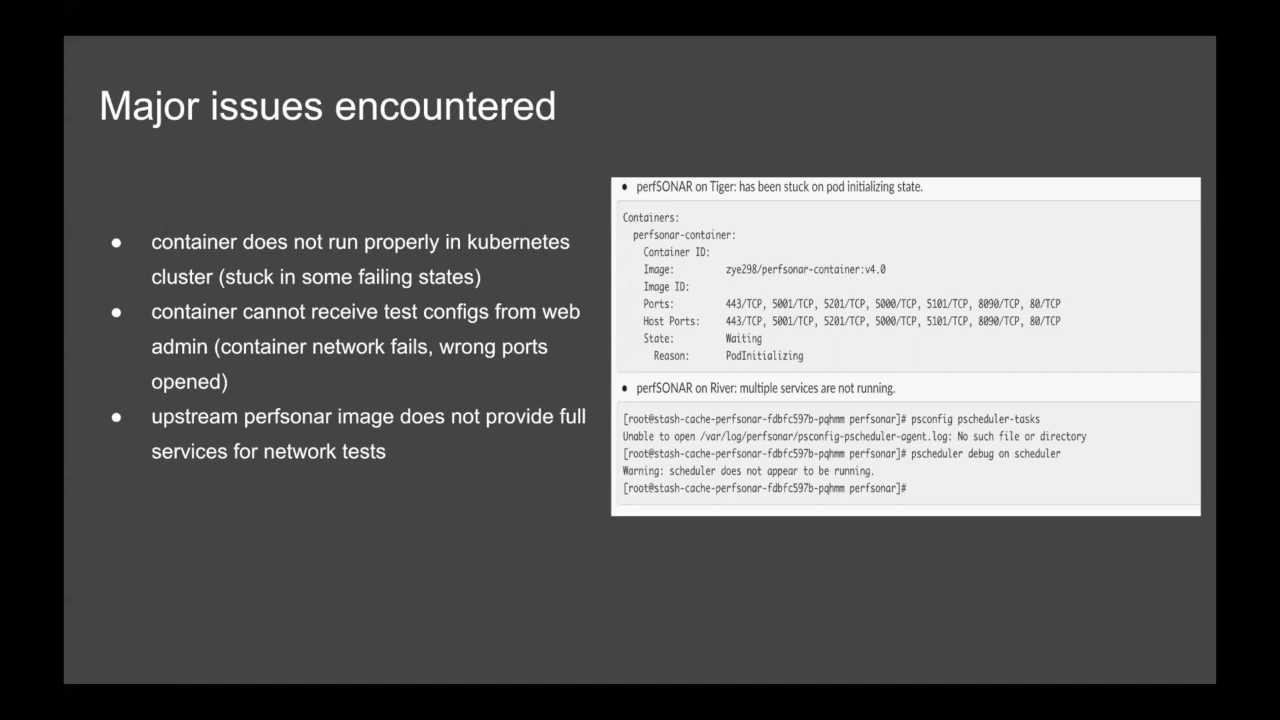 Major issues encountered
● container does not run properly in kubernetes
cluster (stuck in some failing states)
● container cannot receive test configs from web
admin (container network fails, wrong ports
opened)
● upstream perfsonar image does not provide full
services for network tests
● perfSONAR on Tiger: has been stuck on pod initializing state.
Containers:
perfsonar-container:
Container ID:
Image: zye298/perfsonar-container:v4.0
Image ID:
Ports: 443/TCP, 5001/TCP, 5201/TCP, 5000/TCP, 5101/TCP, 8090/TCP, 80/TCP
Host Ports: 443/TCP, 5001/TCP, 5201/TCP, 5000/TCP, 5101/TCP, 8090/TCP, 80/TCP
State: Waiting
Reason: PodInitializing
● perfSONAR on River: multiple services are not running.
[root@stash-cache-perfsonar-fdbfc597b-pqhmm perfsonar]# psconfig pscheduler-tasks
Unable to open /var/log/perfsonar/psconfig-pscheduler-agent.log: No such file or directory
[root@stash-cache-perfsonar-fdbfc597b-pqhmm perfsonar]# pscheduler debug on scheduler
Warning: scheduler does not appear to be running.
[root@stash-cache-perfsonar-fdbfc597b-pqhmm perfsonar]#